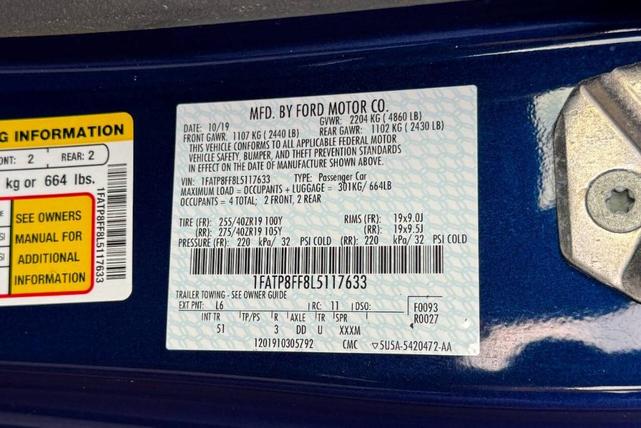 G INFORMATION
ONT: 2 REAR: 2
kg or 664 lbs.
SEE OWNERS
MANUAL FOR
ADDITIONAL
INFORMATION
1FATP8FF8L5117633
MFD. BY FORD MOTOR CO.
DATE: 10/19 GVWR: 2204 KG ( 4860 LB)
FRONT GAWR: 1107 KG ( 2440 LB) REAR GAWR: 1102 KG ( 2430 LB)
THIS VEHICLE CONFORMS TO ALL APPLICABLE FEDERAL MOTOR
VEHICLE SAFETY, BUMPER, AND THEFT PREVENTION STANDARDS
IN EFFECT ON THE DATE OF MANUFACTURE SHOWN ABOVE.
VIN: 1FATP8FF8L5117633 TYPE: Passenger Car
MAXIMUM LOAD = OCCUPANTS + LUGGAGE = 301KG/ 664LB
OCCUPANTS = 4 TOTAL; 2 FRONT, 2 REAR
TIRE (FR): 255/40ZR19 100Y RIMS (FR): 19x9.0J
(RR): 275/40ZR19 105Y (RR): 19x9.5J
PRESSURE (FR): 220 kPa/ 32 PSI COLD (RR): 220 kPa/ 32 PSI COLD
1FATP8FF8L5117633
TRAILER TOWING - SEE OWNER GUIDE
EXT PNT: L6 RC: 11 DSO: F0093
INT TR TP/PS R AXLE TR SPR R0027
51 3 DD U XXXM
1201910305792 CMC 5U5A-5420472-AA